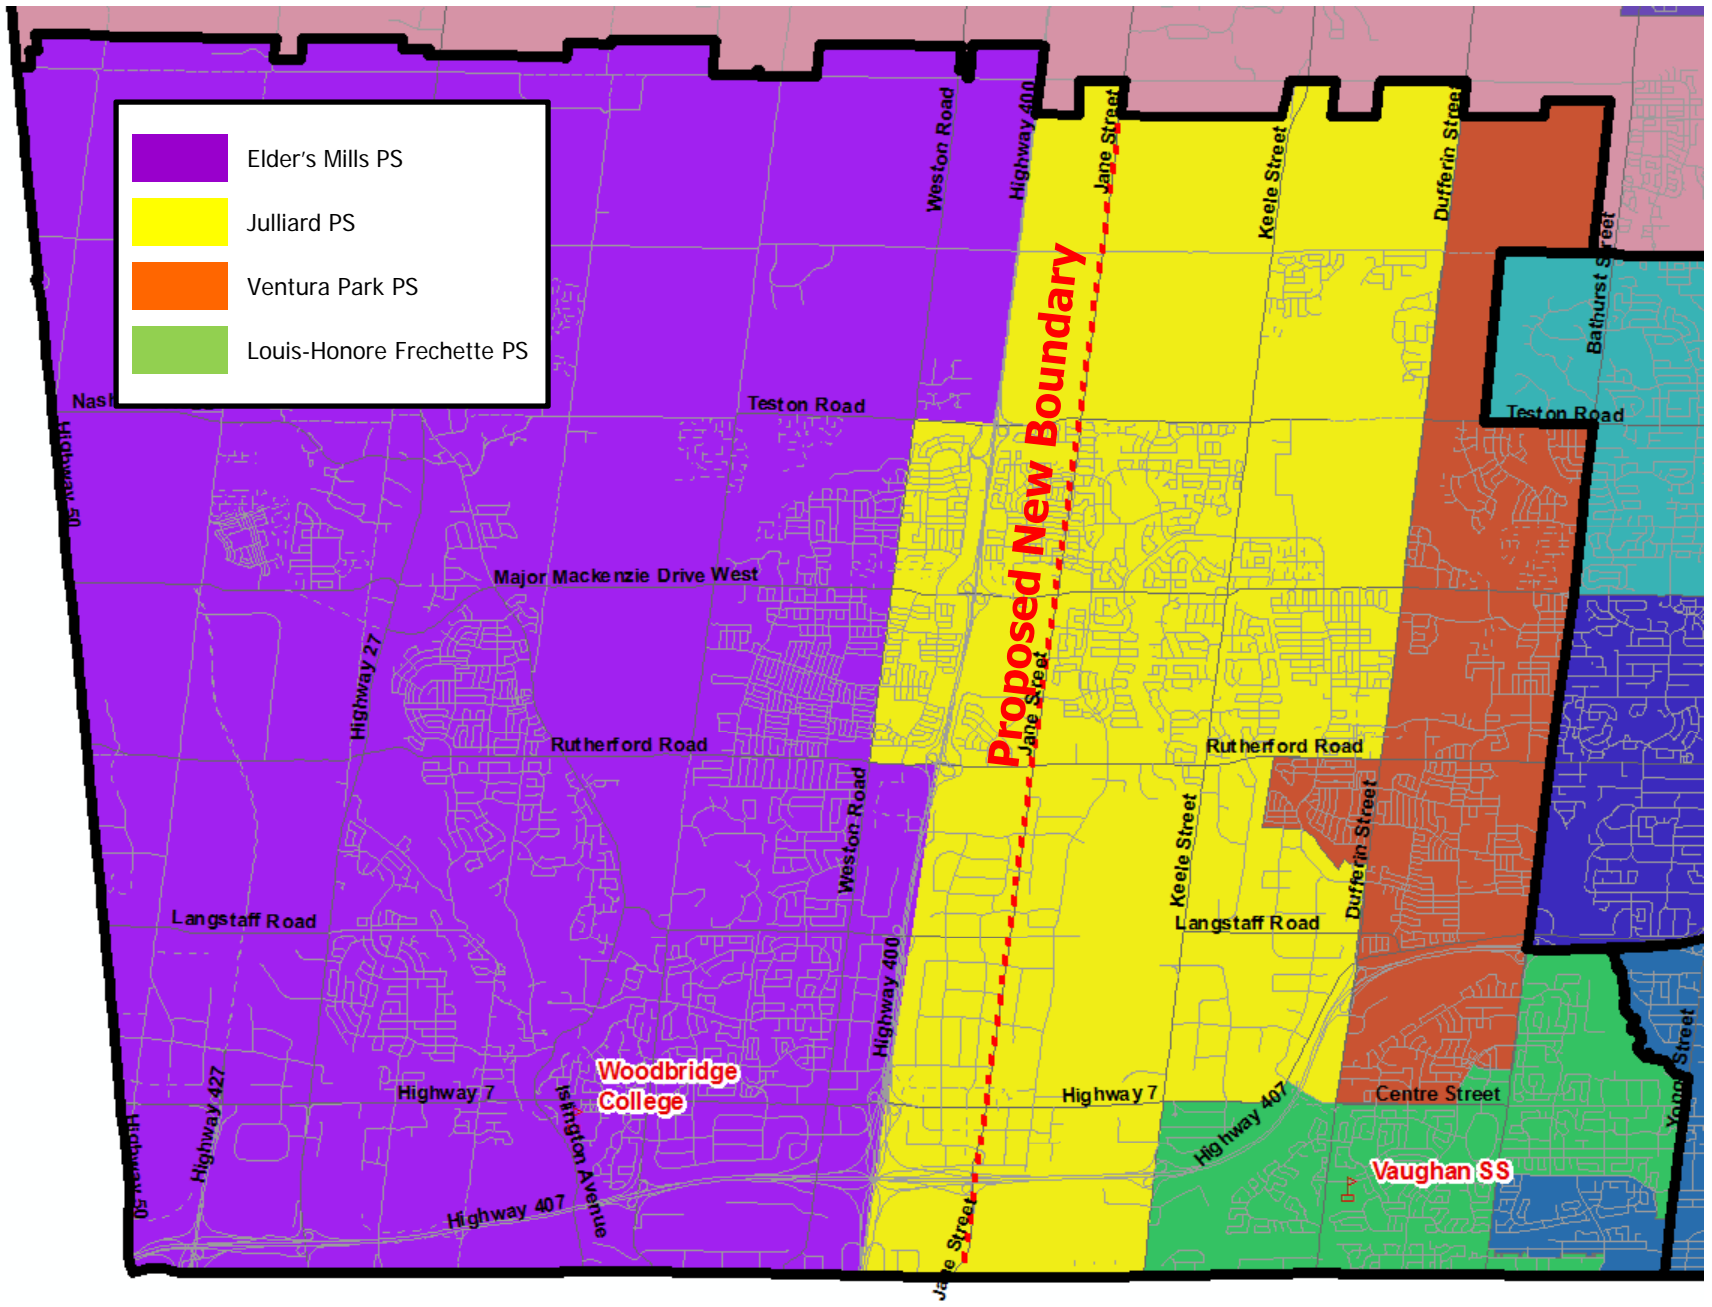 Elder's Mills PS
Julliard PS
Ventura Park PS
Louis-Honore Frechette PS
Weston Road
Highway 400
Jane Street
Keele Street
Dufferin Street
Bathurst Street
Proposed New Boundary
Nash
Teston Road
Teston Road
Highway 50
Major Mackenzie Drive West
Highway 27
Jane Street
Rutherford Road
Rutherford Road
Weston Road
Keele Street
Dufferin Street
Langstaff Road
Langstaff Road
Highway 400
Woodbridge
College
Highway 427
Highway 7
Islington Avenue
Highway 7
Highway 407
Centre Street
Street
Highway 50
Highway 407
Vaughan SS
Jane Street